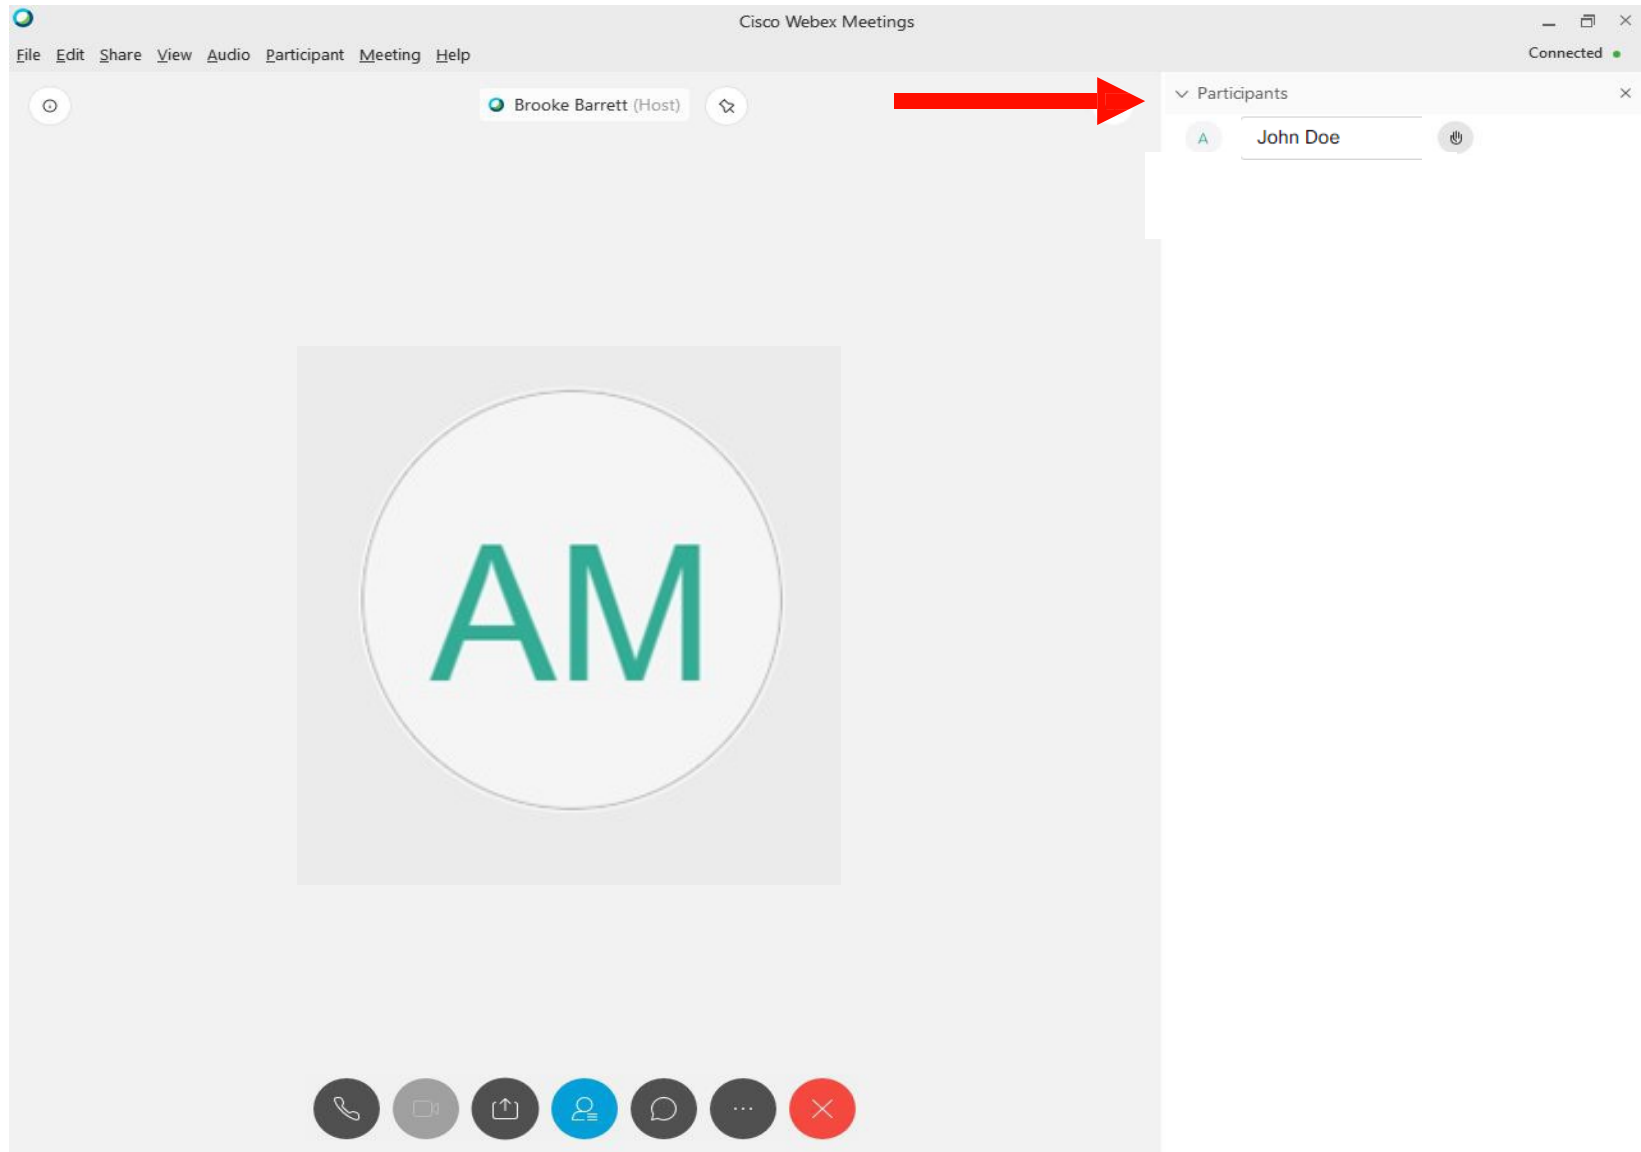 Cisco Webex Meetings
File Edit Share View Audio Participant Meeting Help
Connected
Brooke Barrett (Host)
Participants
A John Doe
AM